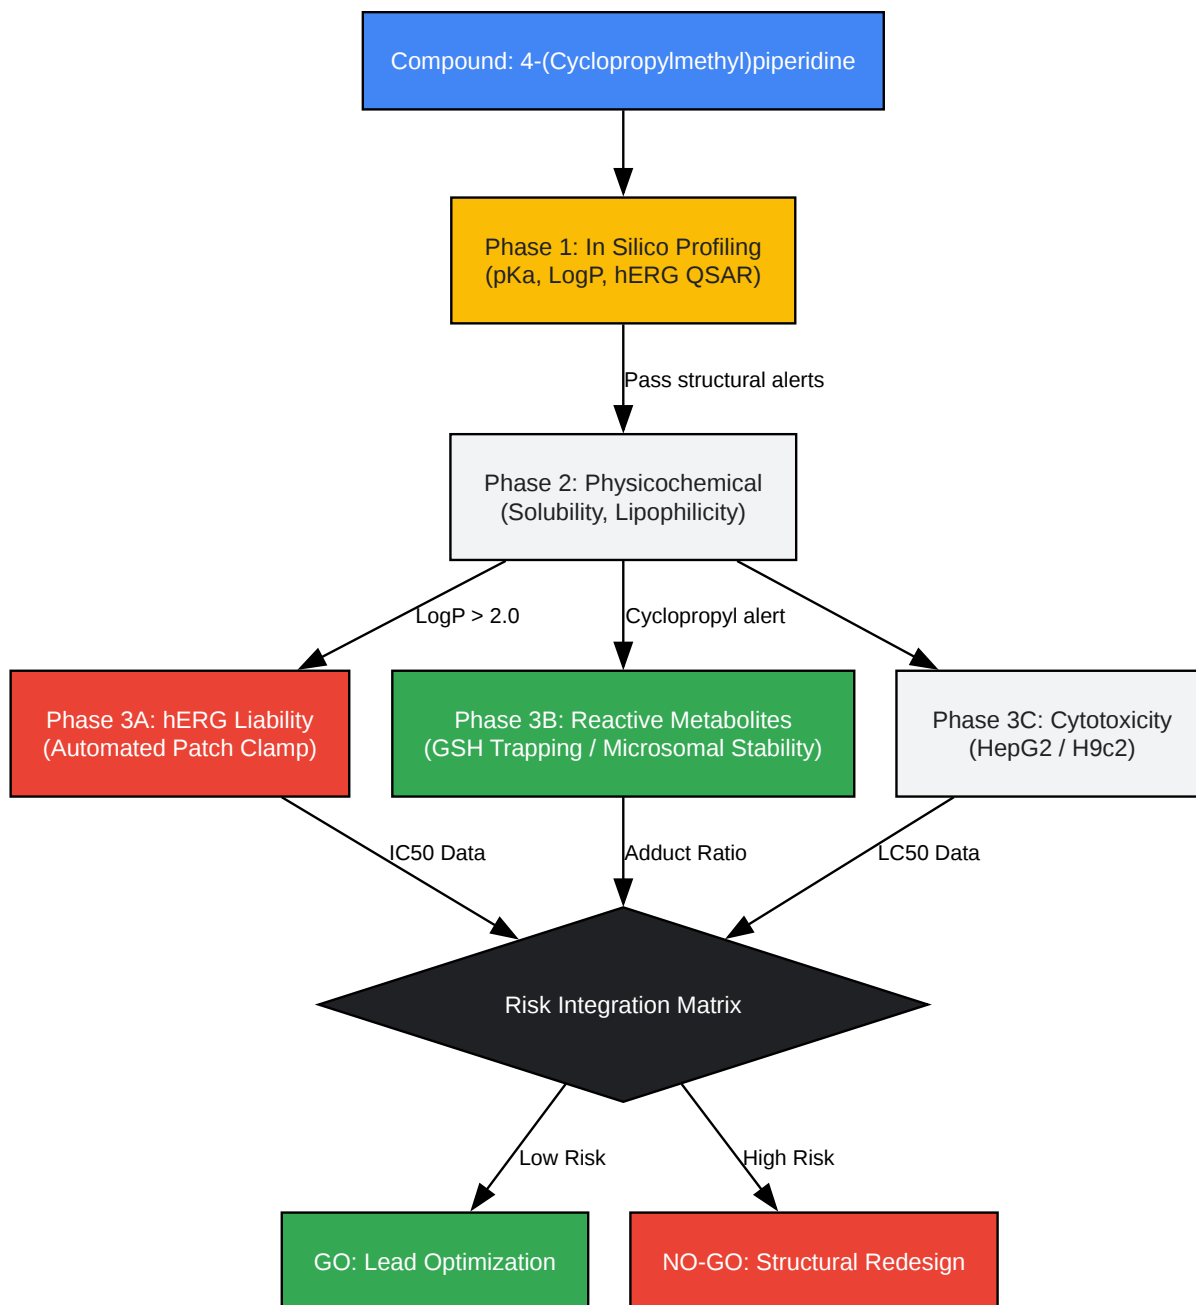 Compound: 4-(Cyclopropylmethyl)piperidine
Phase 1: In Silico Profiling
(pKa, LogP, hERG QSAR)
Pass structural alerts
Phase 2: Physicochemical
(Solubility, Lipophilicity)
LogP > 2.0
Cyclopropyl alert
Phase 3A: hERG Liability
(Automated Patch Clamp)
Phase 3B: Reactive Metabolites
(GSH Trapping / Microsomal Stability)
Phase 3C: Cytotoxicity
(HepG2 / H9c2)
IC50 Data
Adduct Ratio
LC50 Data
Risk Integration Matrix
Low Risk
High Risk
GO: Lead Optimization
NO-GO: Structural Redesign